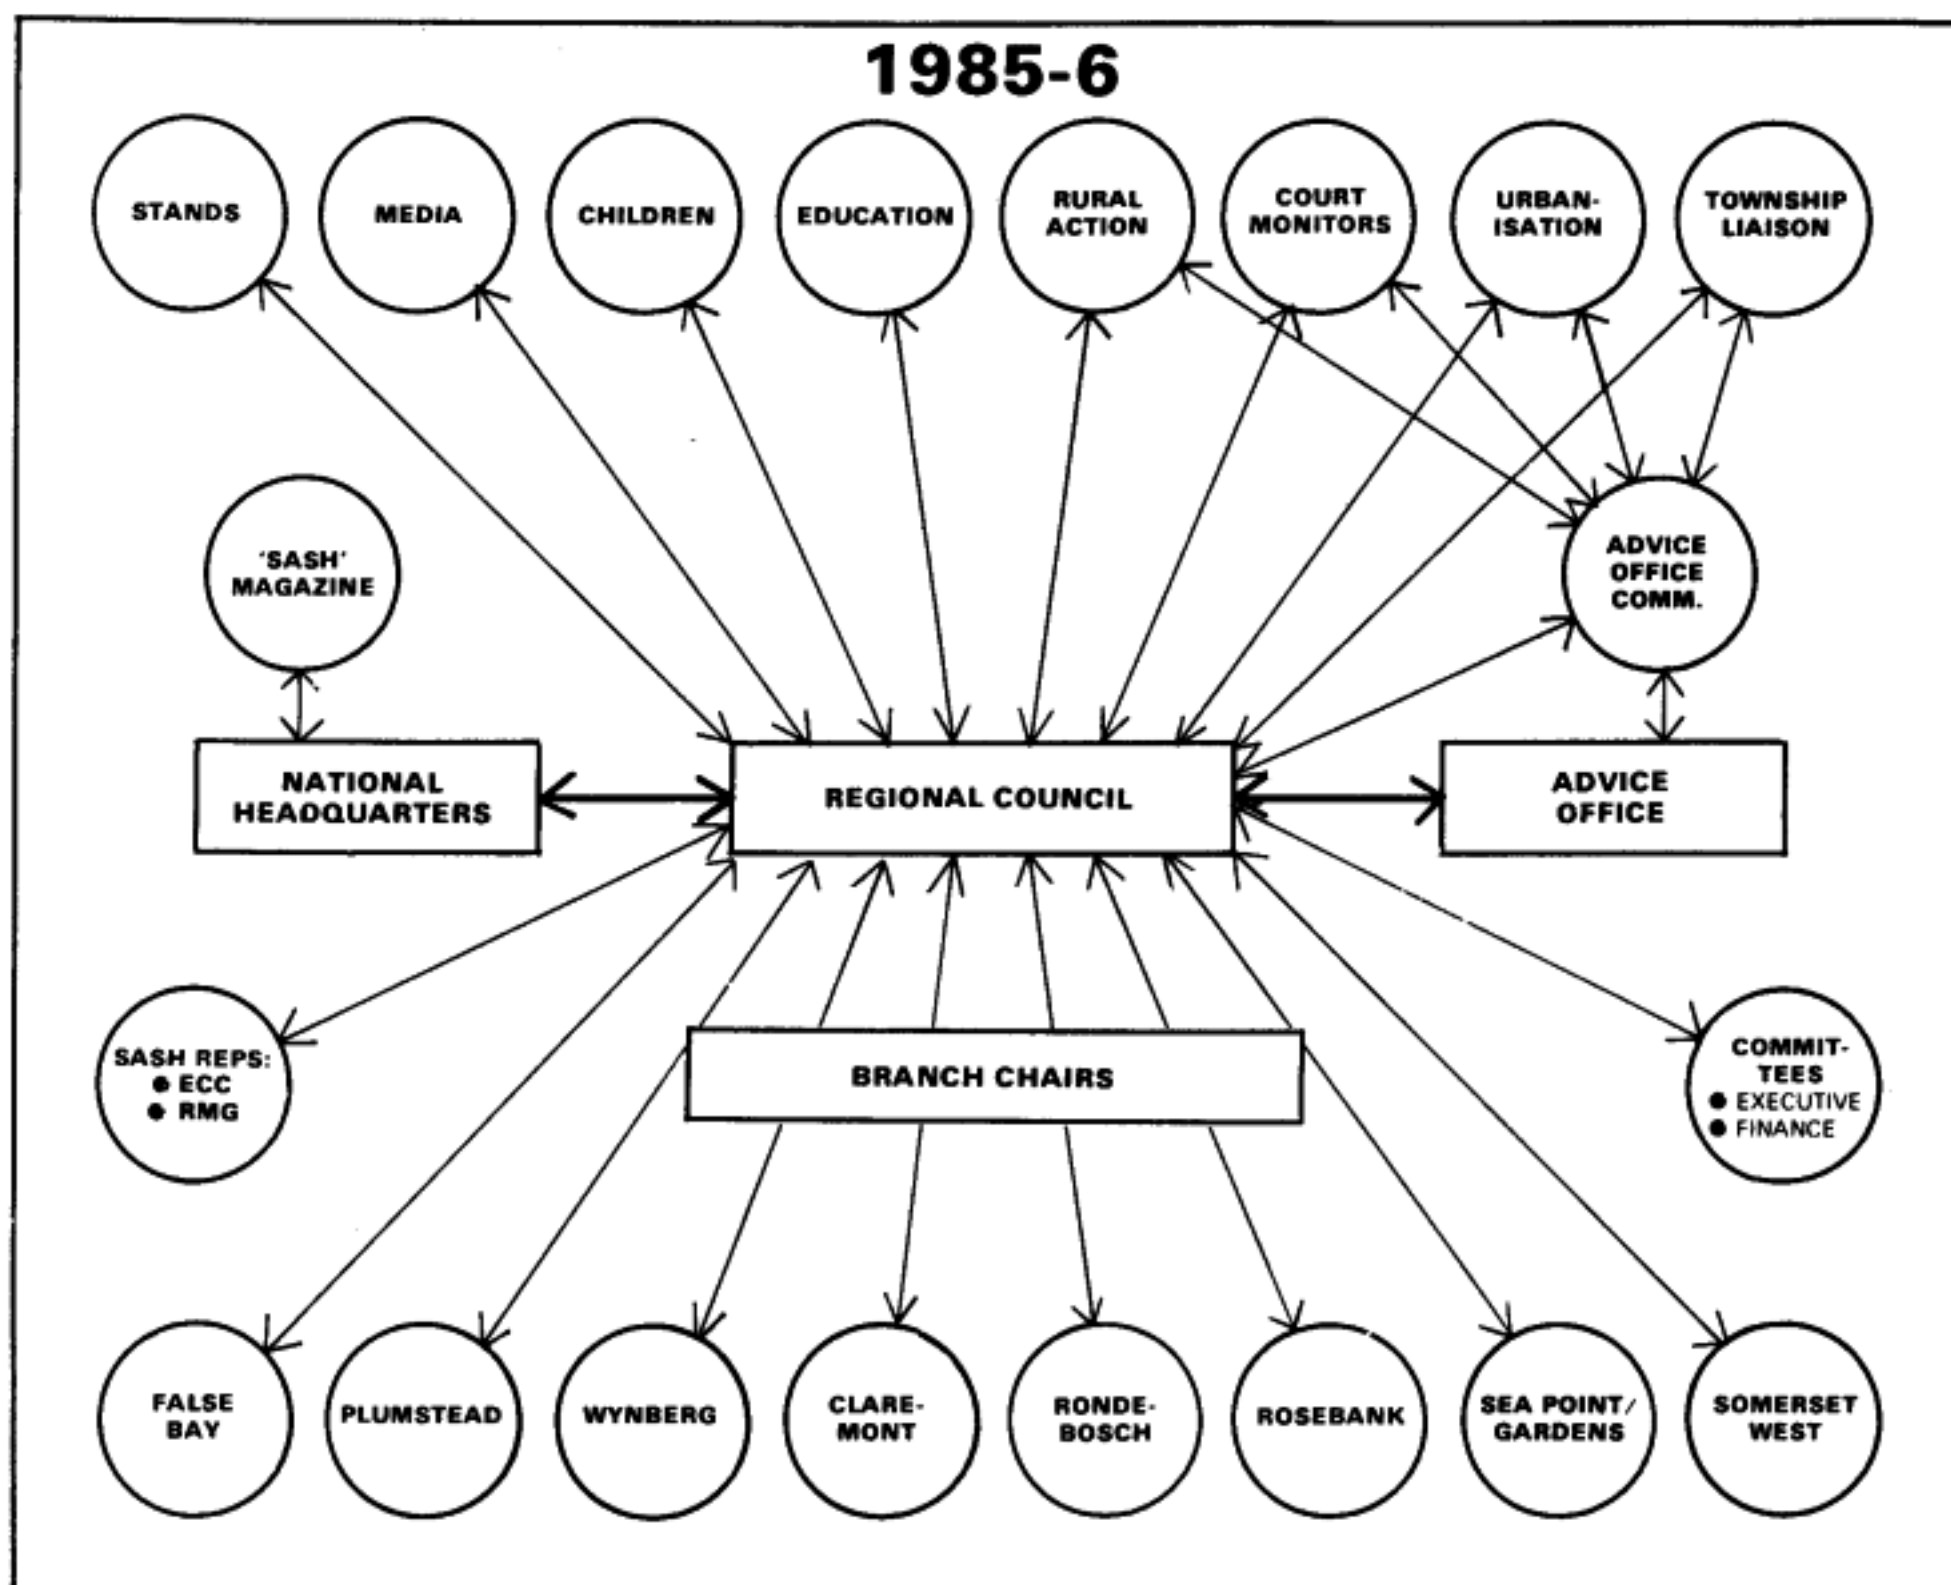 1985-6
STANDS
MEDIA
CHILDREN
EDUCATION
RURAL
ACTION
COURT
MONITORS
URBAN-
ISATION
TOWNSHIP
LIAISON
'SASH'
MAGAZINE
ADVICE
OFFICE
COMM.
NATIONAL
HEADQUARTERS
REGIONAL COUNCIL
ADVICE
OFFICE
SASH REPS:
● ECC
● RMG
BRANCH CHAIRS
COMMIT-
TEES
● EXECUTIVE
● FINANCE
FALSE
BAY
PLUMSTEAD
WYNBERG
CLARE-
MONT
RONDE-
BOSCH
ROSEBANK
SEA POINT/
GARDENS
SOMERSET
WEST